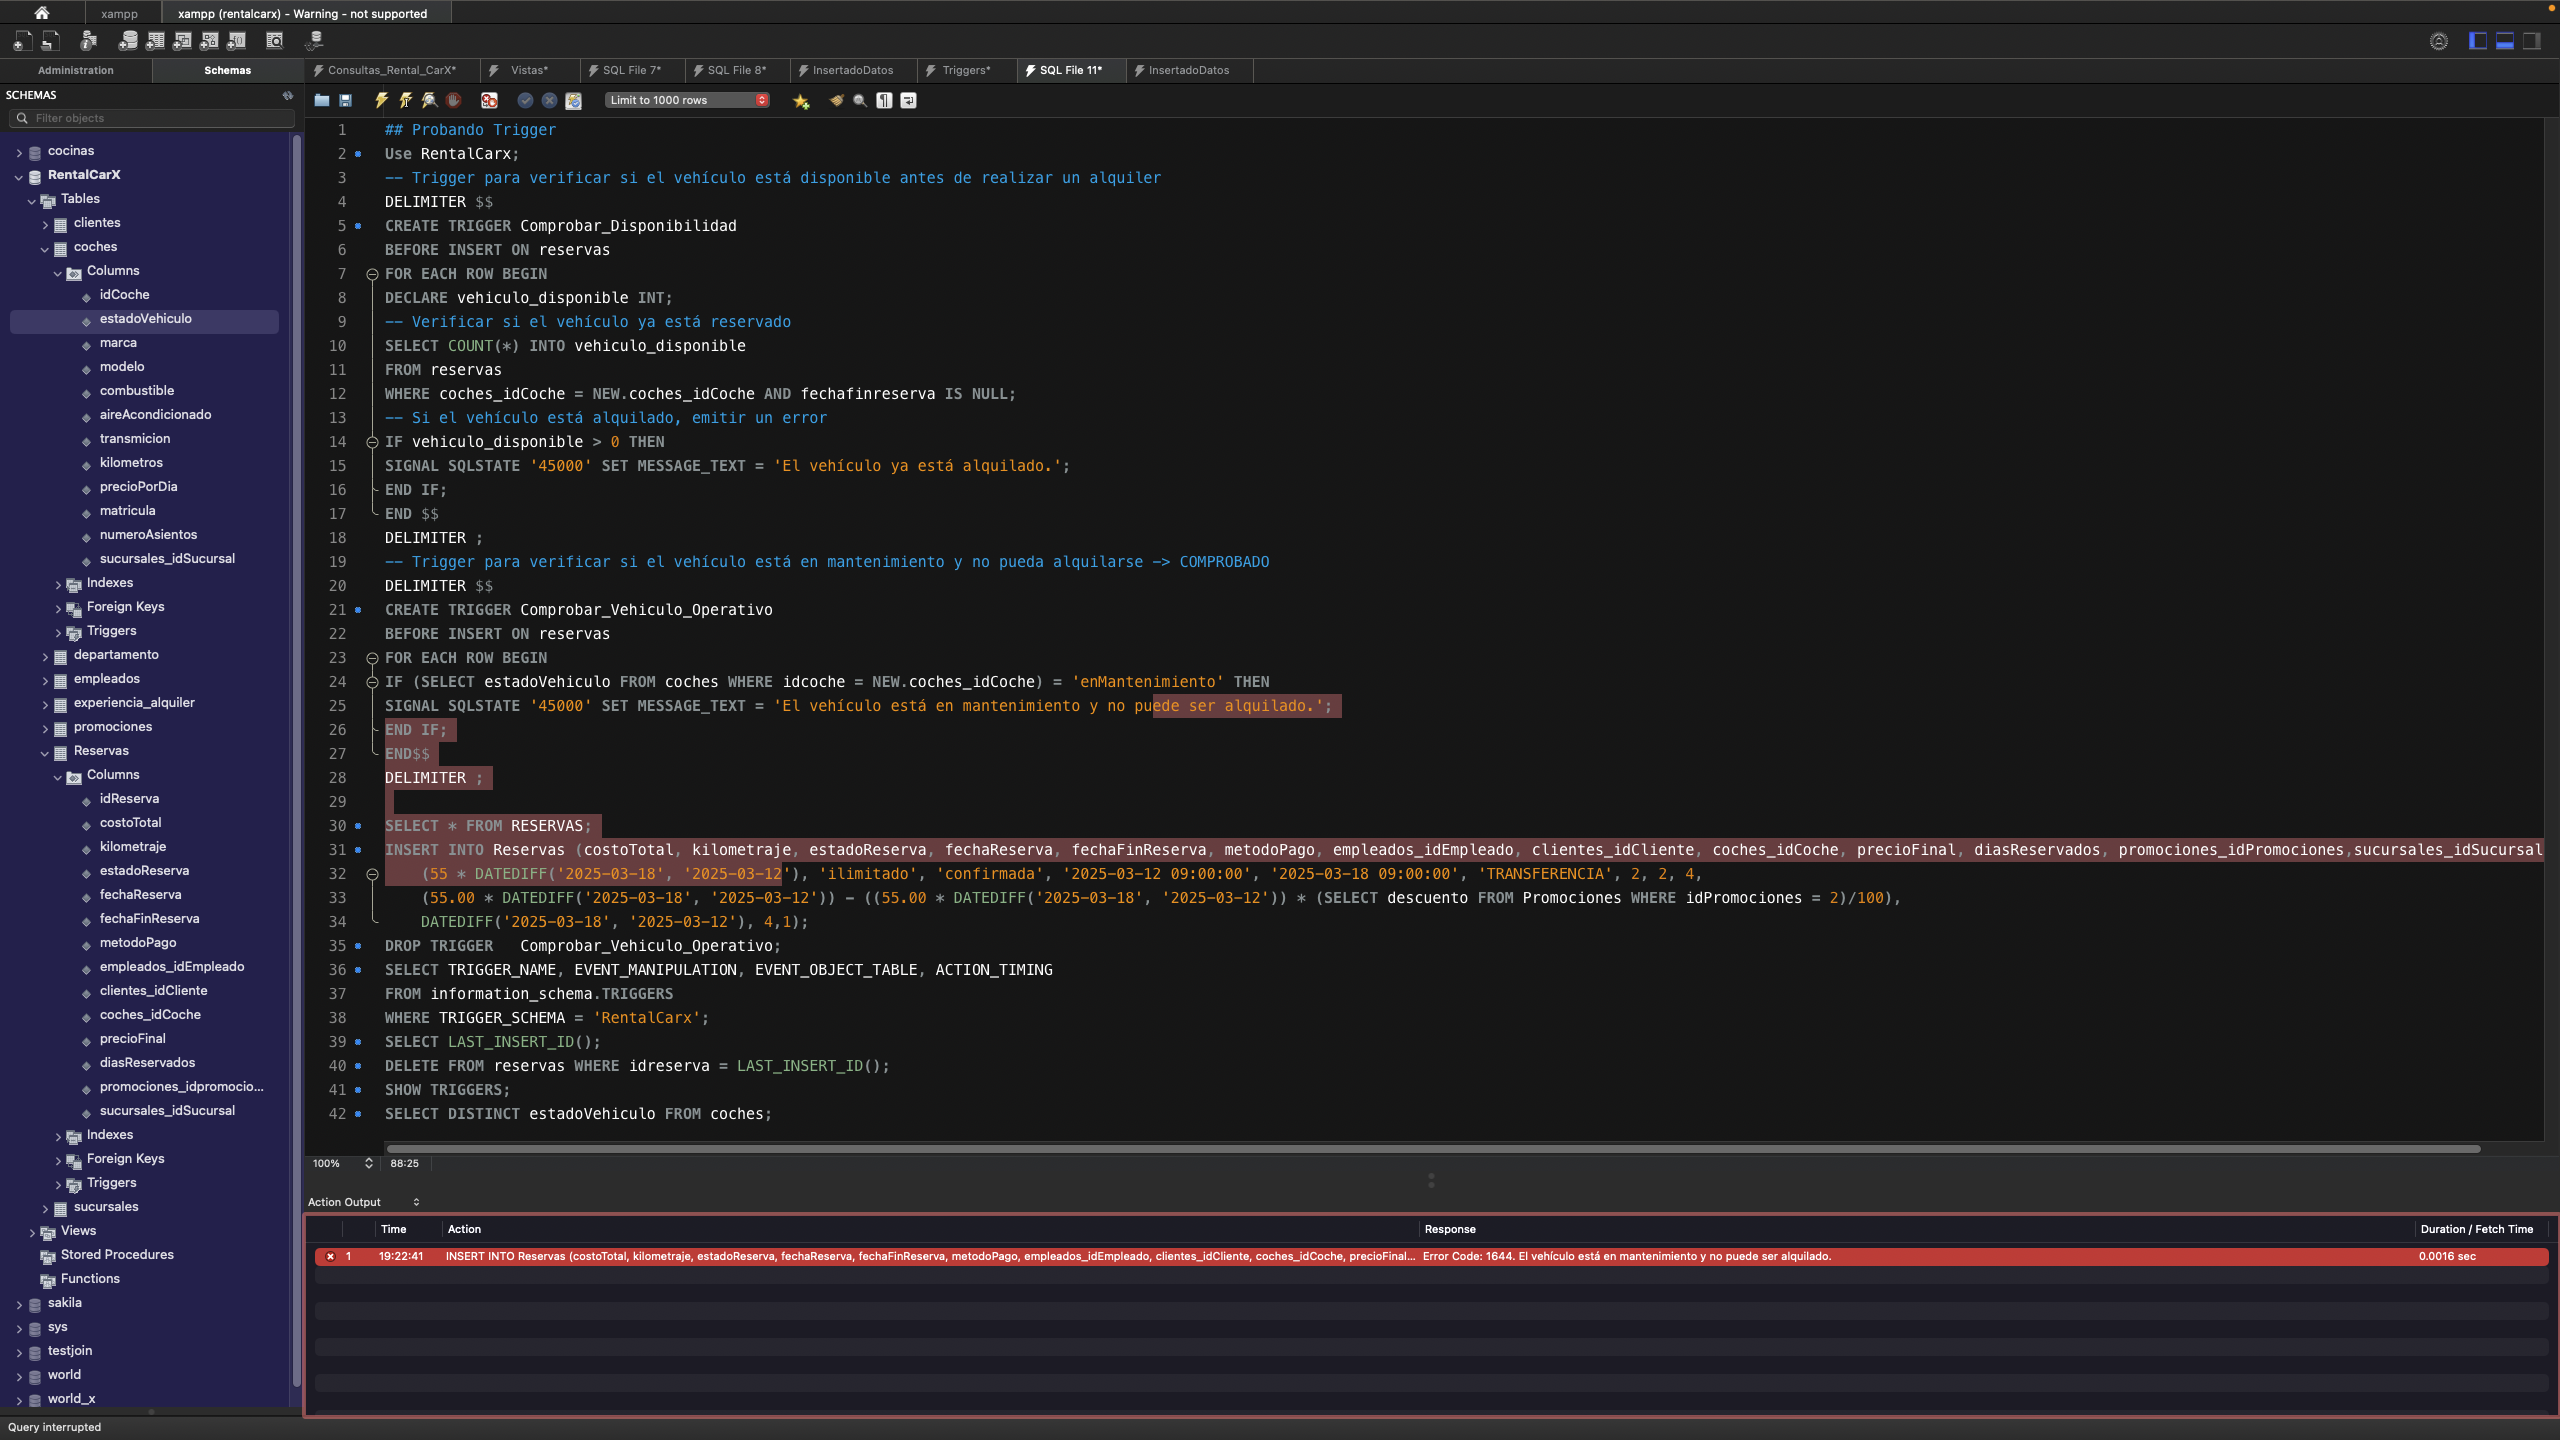 xampp
xampp (rentalcarx) - Warning - not supported
Administration
Schemas
Consultas_Rental_CarX*
Vistas*
SQL File 7*
SQL File 8*
InsertadoDatos
Triggers*
SQL File 11*
InsertadoDatos
SCHEMAS
Limit to 1000 rows
Filter objects
cocinas
RentalCarX
Tables
clientes
coches
Columns
idCoche
estadoVehiculo
marca
modelo
combustible
aireAcondicionado
transmicion
kilometros
precioPorDia
matricula
numeroAsientos
sucursales_idSucursal
Indexes
Foreign Keys
Triggers
departamento
empleados
experiencia_alquiler
promociones
Reservas
Columns
idReserva
costoTotal
kilometraje
estadoReserva
fechaReserva
fechaFinReserva
metodoPago
empleados_idEmpleado
clientes_idCliente
coches_idCoche
precioFinal
diasReservados
promociones_idpromocio...
sucursales_idSucursal
Indexes
Foreign Keys
Triggers
sucursales
Views
Stored Procedures
Functions
sakila
sys
testjoin
world
world_x
1 ## Probando Trigger
2 Use RentalCarx;
3 -- Trigger para verificar si el vehículo está disponible antes de realizar un alquiler
4 DELIMITER $$
5 CREATE TRIGGER Comprobar_Disponibilidad
6 BEFORE INSERT ON reservas
7 FOR EACH ROW BEGIN
8 DECLARE vehiculo_disponible INT;
9 -- Verificar si el vehículo ya está reservado
10 SELECT COUNT(*) INTO vehiculo_disponible
11 FROM reservas
12 WHERE coches_idCoche = NEW.coches_idCoche AND fechafinreserva IS NULL;
13 -- Si el vehículo está alquilado, emitir un error
14 IF vehiculo_disponible > 0 THEN
15 SIGNAL SQLSTATE '45000' SET MESSAGE_TEXT = 'El vehículo ya está alquilado.';
16 END IF;
17 END $$
18 DELIMITER ;
19 -- Trigger para verificar si el vehículo está en mantenimiento y no pueda alquilarse -> COMPROBADO
20 DELIMITER $$
21 CREATE TRIGGER Comprobar_Vehiculo_Operativo
22 BEFORE INSERT ON reservas
23 FOR EACH ROW BEGIN
24 IF (SELECT estadoVehiculo FROM coches WHERE idcoche = NEW.coches_idCoche) = 'enMantenimiento' THEN
25 SIGNAL SQLSTATE '45000' SET MESSAGE_TEXT = 'El vehículo está en mantenimiento y no puede ser alquilado.';
26 END IF;
27 END$$
28 DELIMITER ;
29
30 SELECT * FROM RESERVAS;
31 INSERT INTO Reservas (costoTotal, kilometraje, estadoReserva, fechaReserva, fechaFinReserva, metodoPago, empleados_idEmpleado, clientes_idCliente, coches_idCoche, precioFinal, diasReservados, promociones_idPromociones,sucursales_idSucursal
32 (55 * DATEDIFF('2025-03-18', '2025-03-12'), 'ilimitado', 'confirmada', '2025-03-12 09:00:00', '2025-03-18 09:00:00', 'TRANSFERENCIA', 2, 2, 4,
33 (55.00 * DATEDIFF('2025-03-18', '2025-03-12')) - ((55.00 * DATEDIFF('2025-03-18', '2025-03-12')) * (SELECT descuento FROM Promociones WHERE idPromociones = 2)/100),
34 DATEDIFF('2025-03-18', '2025-03-12'), 4,1);
35 DROP TRIGGER Comprobar_Vehiculo_Operativo;
36 SELECT TRIGGER_NAME, EVENT_MANIPULATION, EVENT_OBJECT_TABLE, ACTION_TIMING
37 FROM information_schema.TRIGGERS
38 WHERE TRIGGER_SCHEMA = 'RentalCarx';
39 SELECT LAST_INSERT_ID();
40 DELETE FROM reservas WHERE idreserva = LAST_INSERT_ID();
41 SHOW TRIGGERS;
42 SELECT DISTINCT estadoVehiculo FROM coches;
100%
88:25
Action Output
Time Action Response Duration / Fetch Time
1 19:22:41 INSERT INTO Reservas (costoTotal, kilometraje, estadoReserva, fechaReserva, fechaFinReserva, metodoPago, empleados_idEmpleado, clientes_idCliente, coches_idCoche, precioFinal... Error Code: 1644. El vehículo está en mantenimiento y no puede ser alquilado. 0.0016 sec
Query interrupted